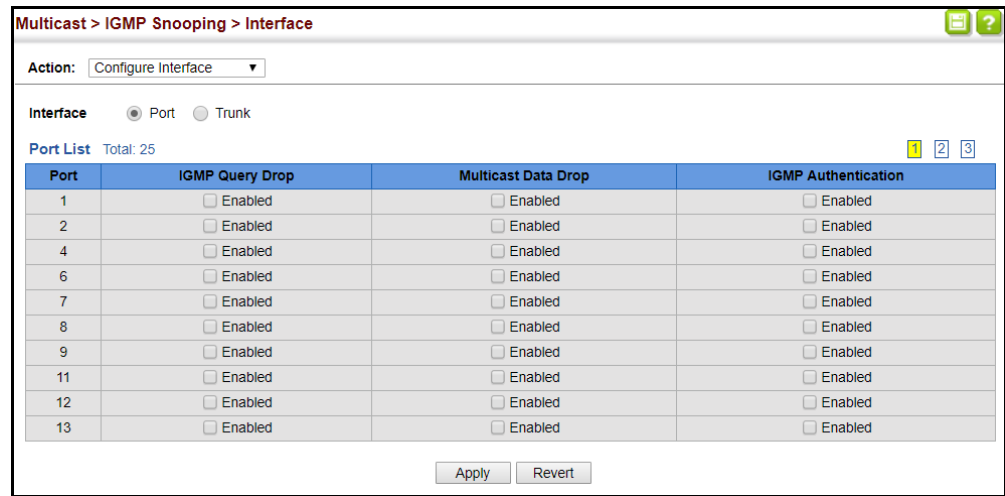 Multicast > IGMP Snooping > Interface
?
Action: Configure Interface
Interface Port Trunk
Port List Total: 25 1 2 3
Port IGMP Query Drop Multicast Data Drop IGMP Authentication
1 Enabled Enabled Enabled
2 Enabled Enabled Enabled
4 Enabled Enabled Enabled
6 Enabled Enabled Enabled
7 Enabled Enabled Enabled
8 Enabled Enabled Enabled
9 Enabled Enabled Enabled
11 Enabled Enabled Enabled
12 Enabled Enabled Enabled
13 Enabled Enabled Enabled
Apply Revert